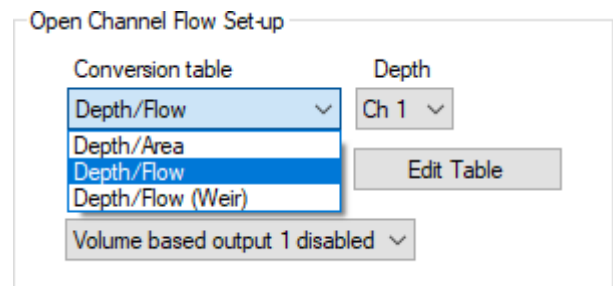 Open Channel Flow Set-up
Conversion table Depth
Depth/Flow Ch 1
Depth/Area
Depth/Flow
Edit Table
Depth/Flow (Weir)
Volume based output 1 disabled